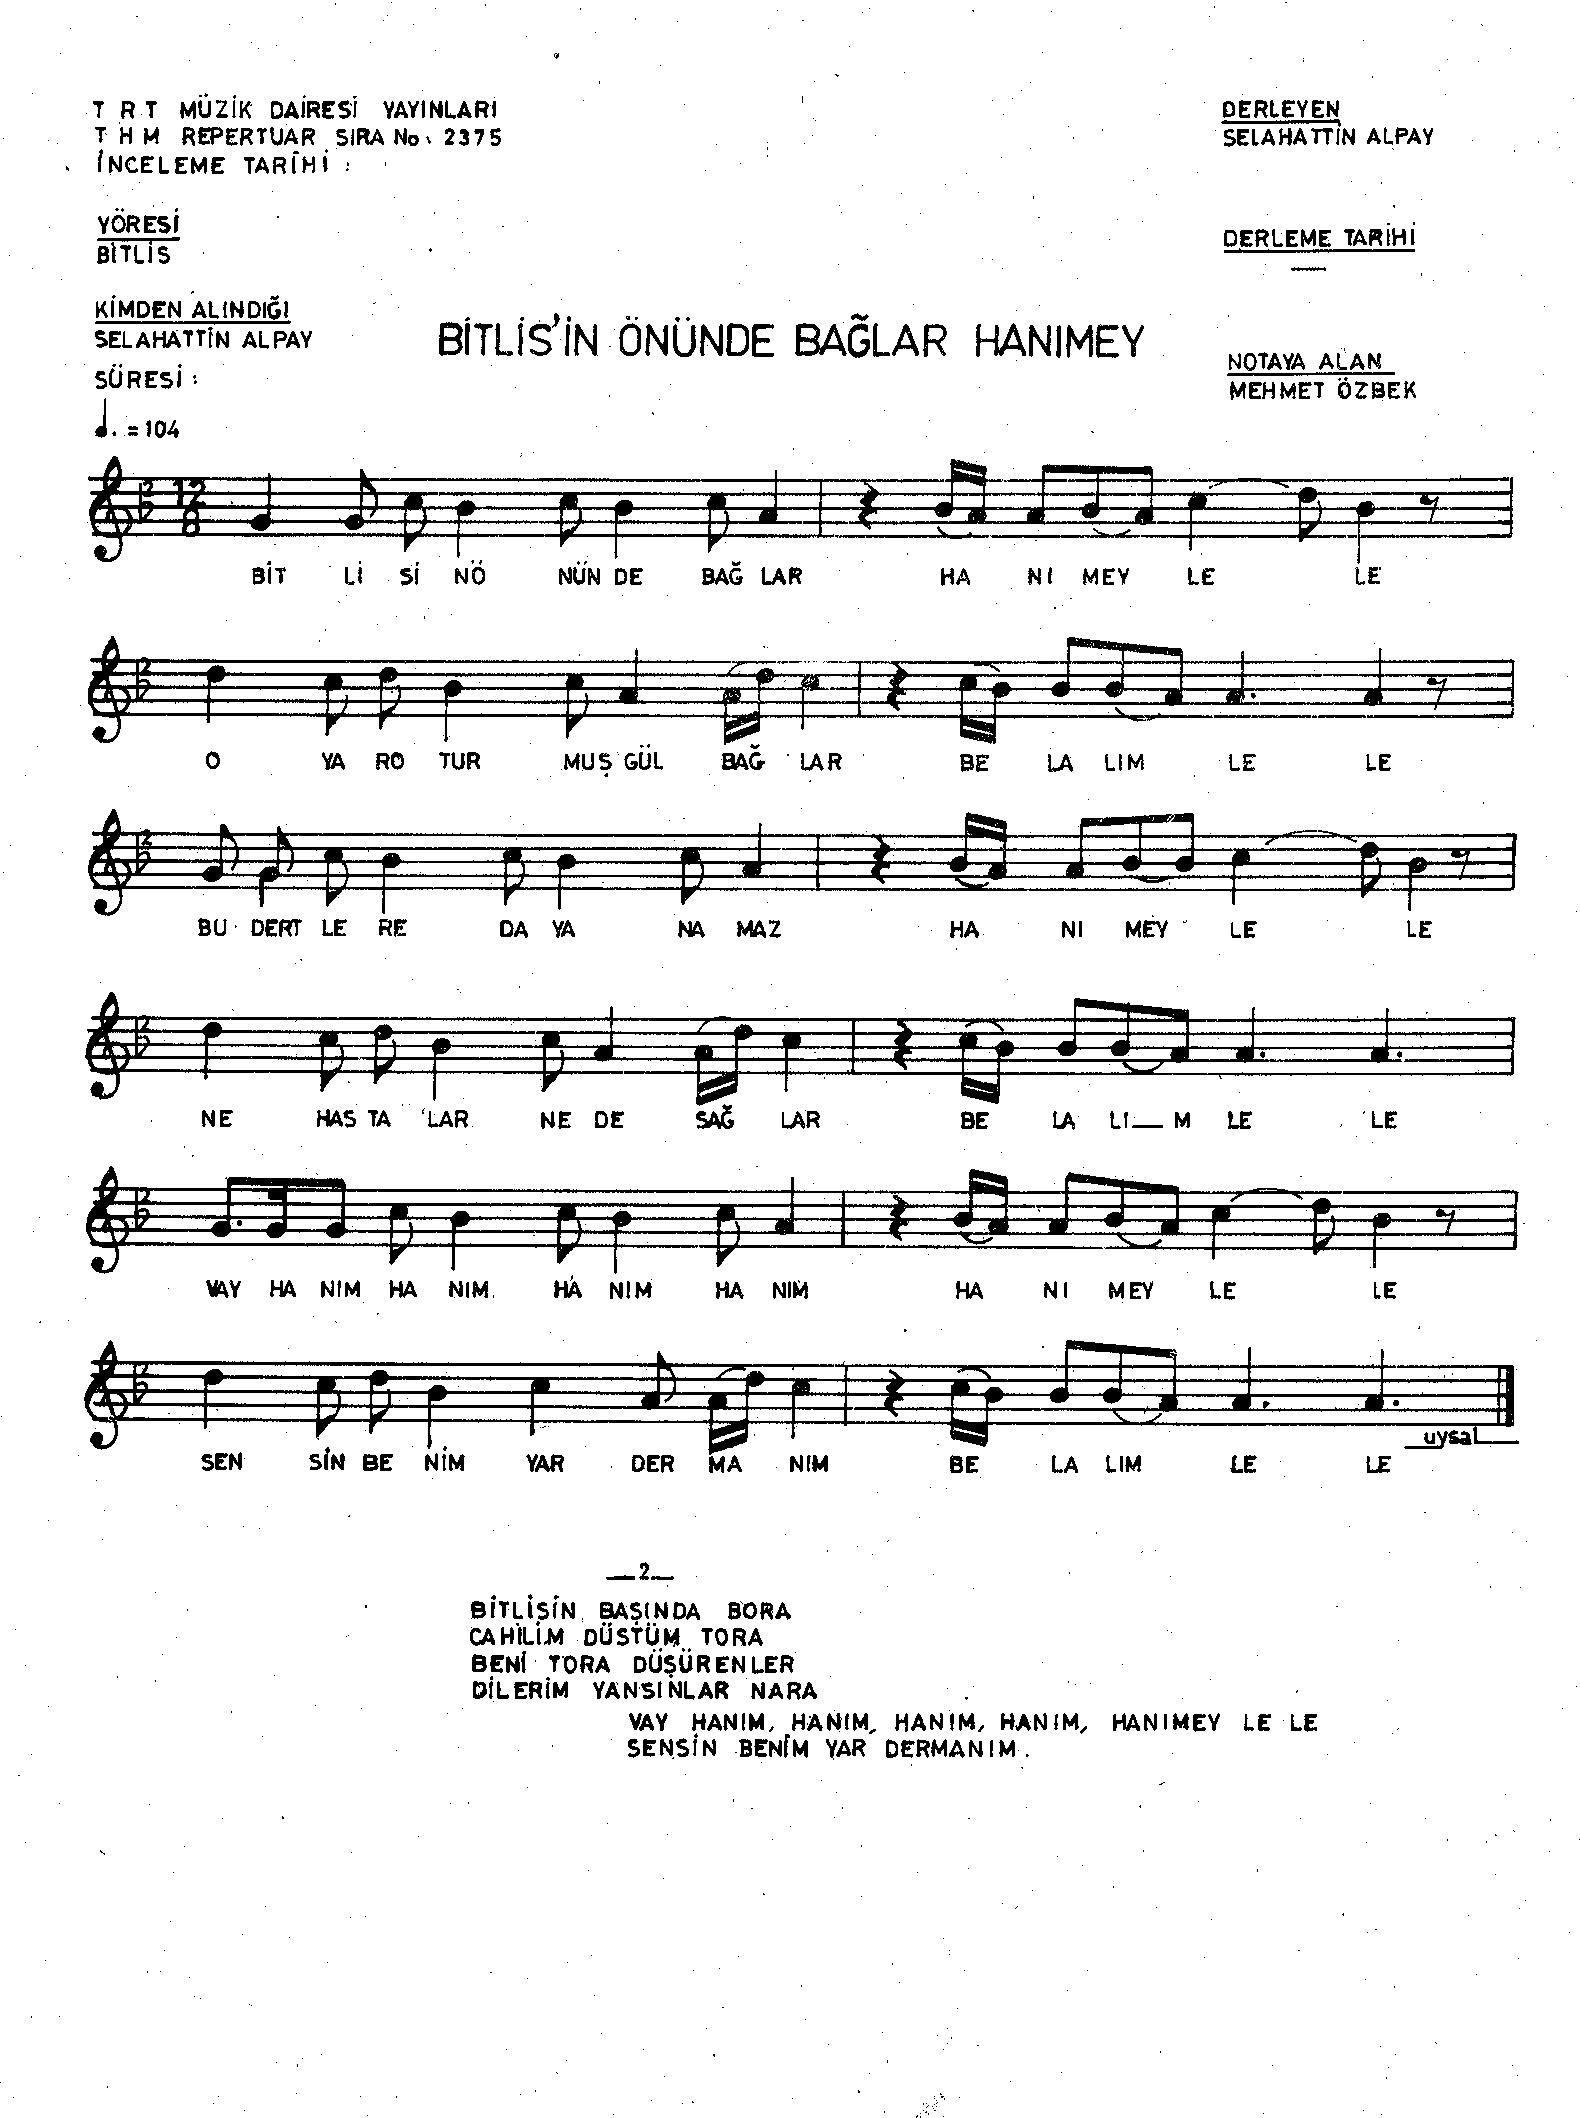 T R T MÜZİK DAİRESİ YAYINLARI
T H M REPERTUAR SIRA No: 2375
İNCELEME TARİHİ :
DERLEYEN
SELAHATTİN ALPAY
YÖRESİ
BİTLİS
DERLEME TARİHİ
KİMDEN ALINDIĞI
SELAHATTİN ALPAY
BİTLİS'İN ÖNÜNDE BAĞLAR HANIMEY
NOTAYA ALAN
MEHMET ÖZBEK
SÜRESİ :
♩. = 104
2 12
8
BİT Lİ Sİ NÖ NÜN DE BAĞ LAR HA NI MEY LE LE
2
O YA RO TUR MUŞ GÜL BAĞ LAR BE LA LIM LE LE
2
BU DERT LE RE DA YA NA MAZ HA NI MEY LE LE
2
NE HAS TA LAR NE DE SAĞ LAR BE LA LI__ M LE LE
2
VAY HA NIM HA NIM HA NIM HA NIM HA NI MEY LE LE
2
SEN SİN BE NİM YAR DER MA NIM BE LA LIM LE LE
uysal
_2_
BİTLİSİN BAŞINDA BORA
CAHİLİM DÜSTÜM TORA
BENİ TORA DÜŞÜRENLER
DİLERİM YANSINLAR NARA
VAY HANIM, HANIM, HANIM, HANIM, HANIMEY LE LE
SENSİN BENİM YAR DERMANIM.